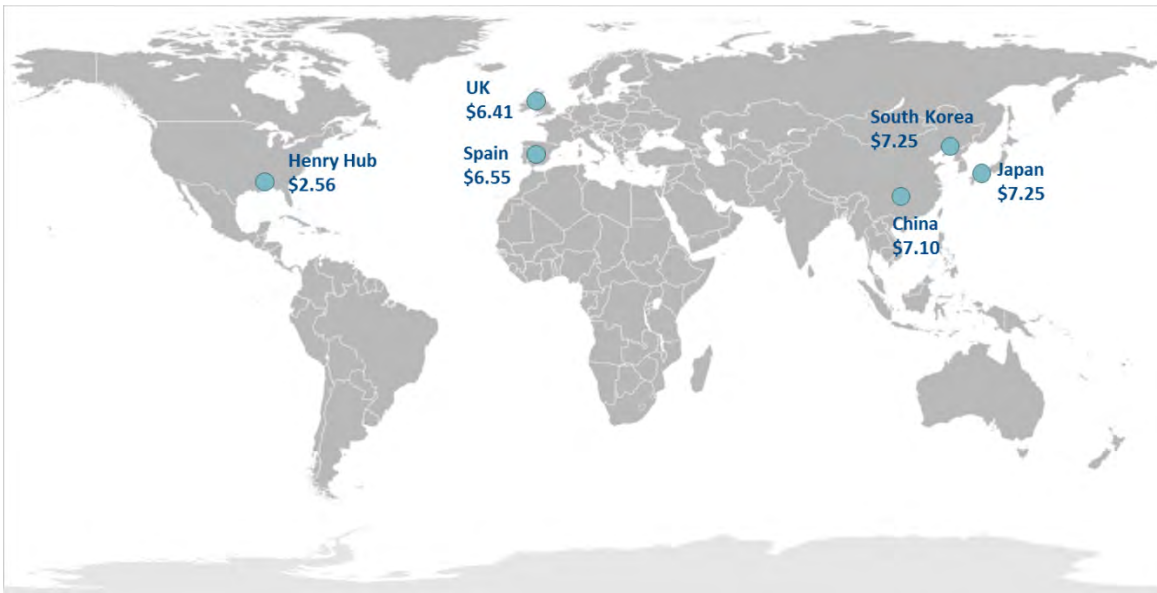 UK
$6.41
Spain
$6.55
Henry Hub
$2.56
South Korea
$7.25
Japan
$7.25
China
$7.10